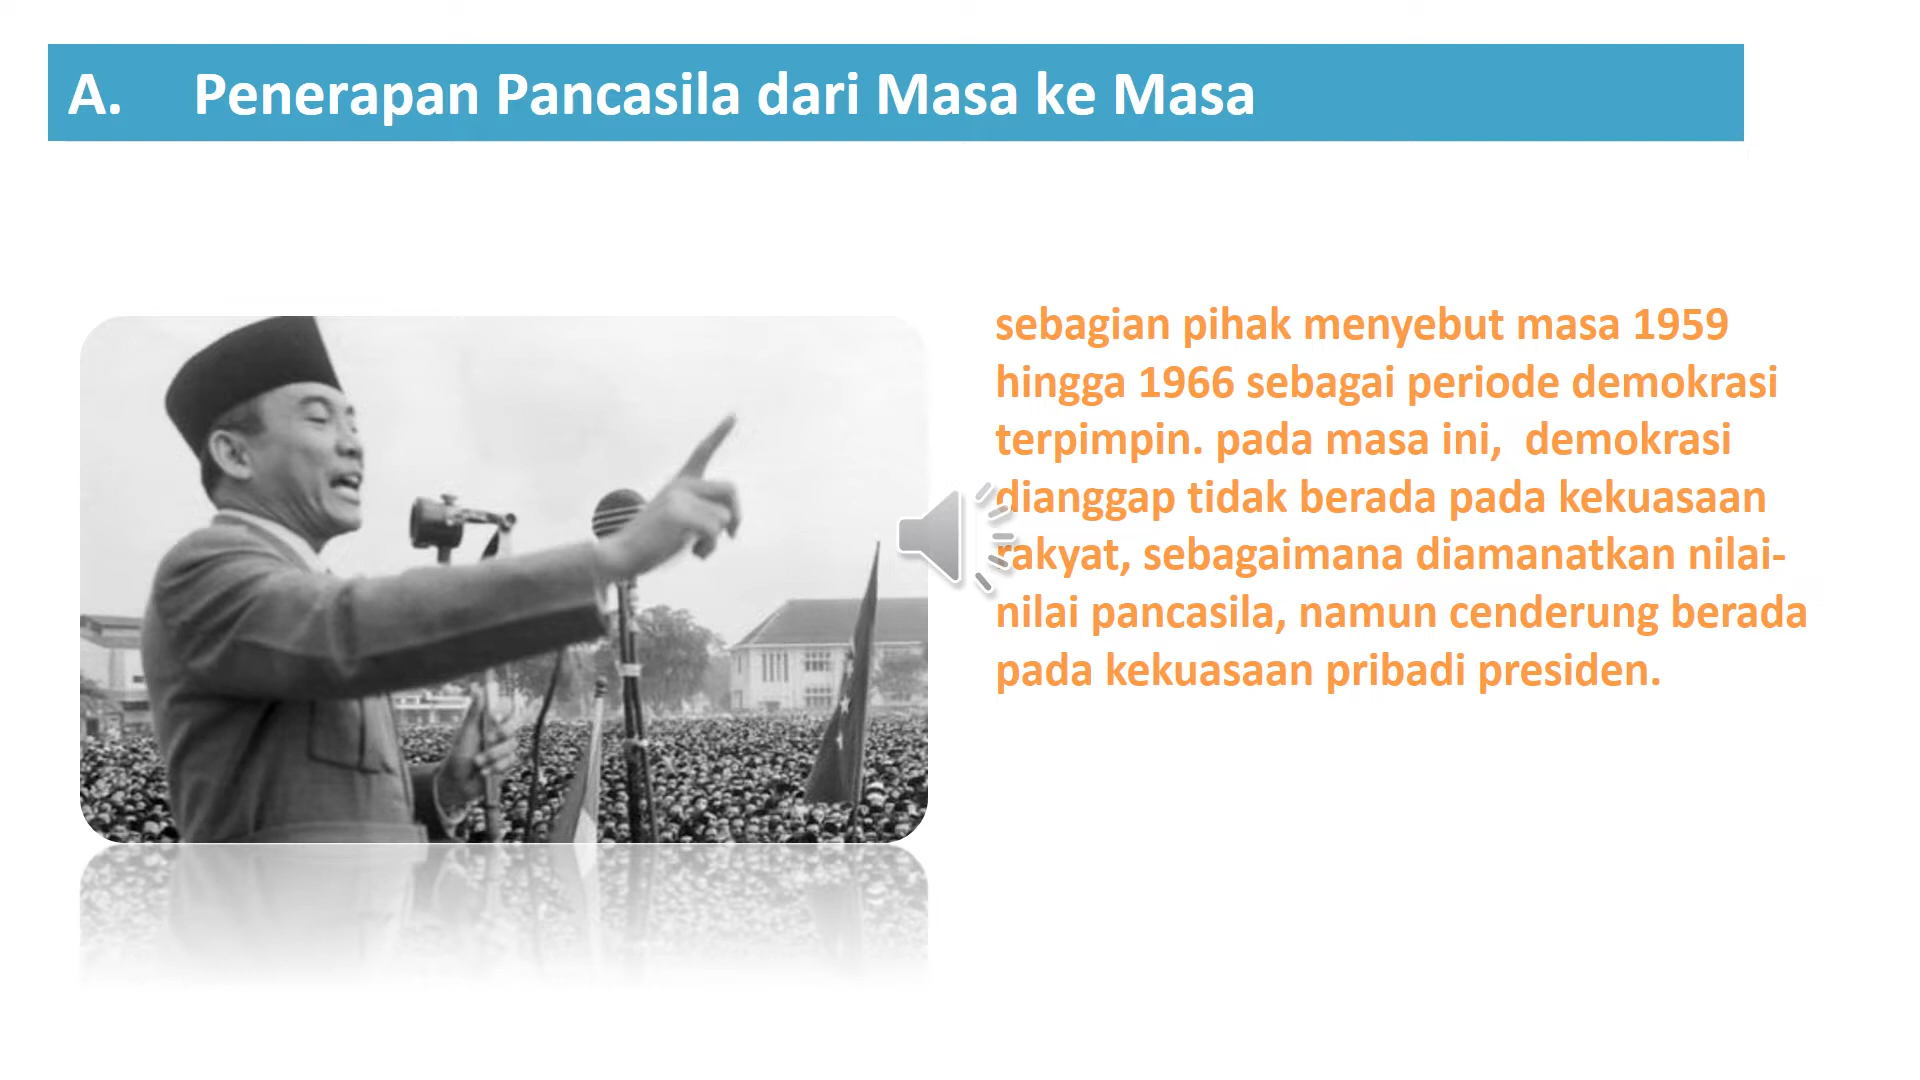 A. Penerapan Pancasila dari Masa ke Masa
sebagian pihak menyebut masa 1959
hingga 1966 sebagai periode demokrasi
terpimpin. pada masa ini, demokrasi
dianggap tidak berada pada kekuasaan
rakyat, sebagaimana diamanatkan nilai-
nilai pancasila, namun cenderung berada
pada kekuasaan pribadi presiden.